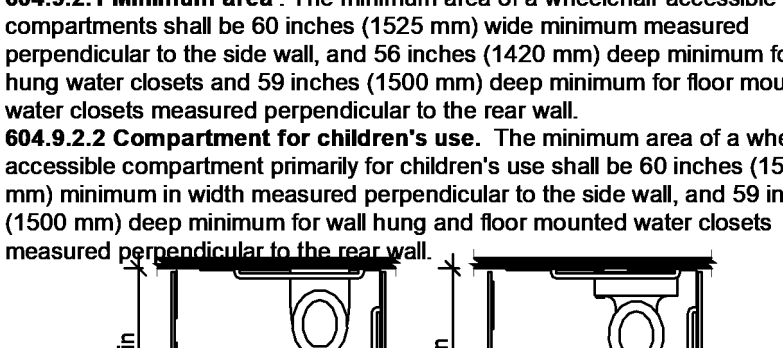 604.9.2.1 Minimum area . The minimum area of a wheelchair accessible
compartments shall be 60 inches (1525 mm) wide minimum measured
perpendicular to the side wall, and 56 inches (1420 mm) deep minimum
hung water closets and 59 inches (1500 mm) deep minimum for floor
water closets measured perpendicular to the rear wall.
604.9.2.2 Compartment for children's use. The minimum area of a
accessible compartment primarily for children's use shall be 60 inches
mm) minimum in width measured perpendicular to the side wall, and 59
(1500 mm) deep minimum for wall hung and floor mounted water closets
measured perpendicular to the rear wall.